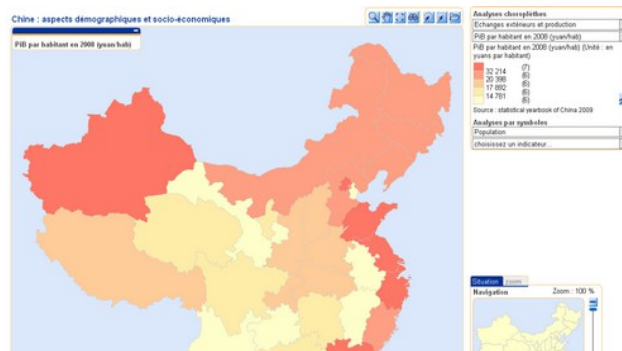 Chine : aspects démographiques et socio-économiques
PIB par habitant en 2008 (yuan/hab)
Analyses choroplèthes
Echanges extérieurs et production
PIB par habitant en 2008 (yuan/hab)
PIB par habitant en 2008 (yuan/hab) (Unité : en
yuans par habitant)
(7)
32 214
(6)
20 398
(6)
17 892
(6)
14 781
(6)
Source : statistical yearbook of China 2009
Analyses par symboles
Population
choisissez un indicateur...
Situation zoom
Navigation Zoom : 100 %